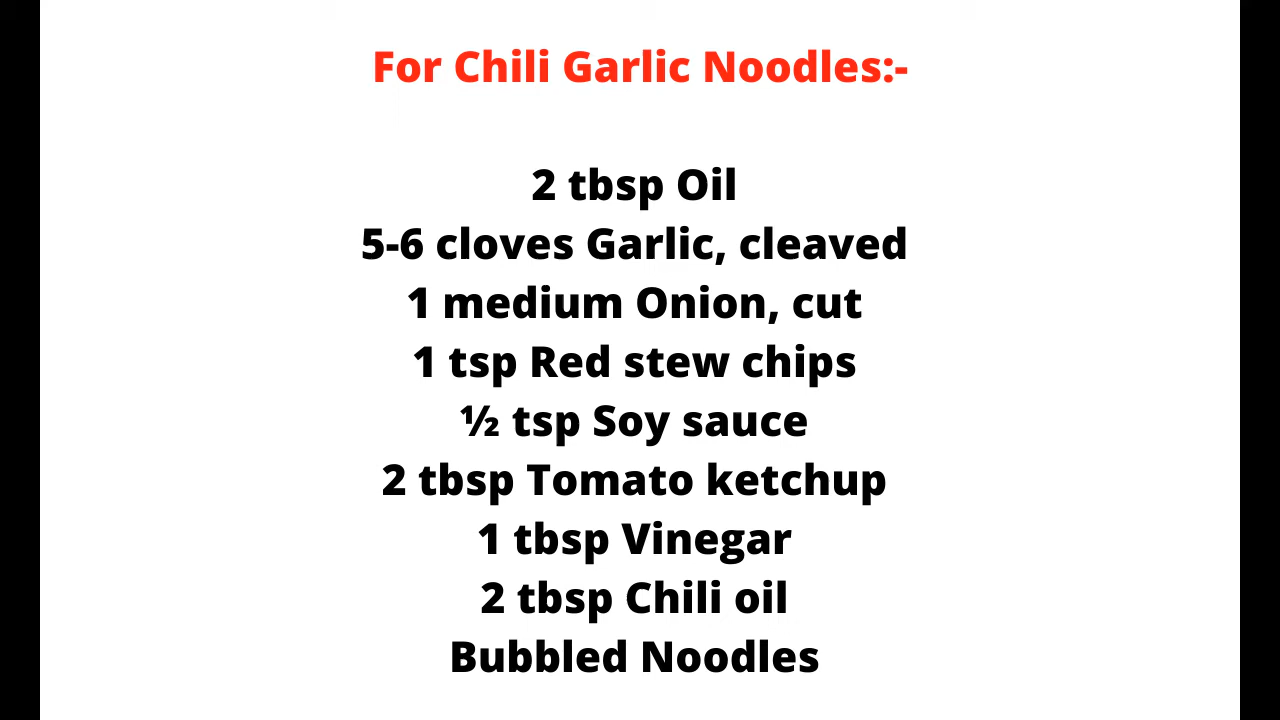 For Chili Garlic Noodles:-
2 tbsp Oil
5-6 cloves Garlic, cleaved
1 medium Onion, cut
1 tsp Red stew chips
½ tsp Soy sauce
2 tbsp Tomato ketchup
1 tbsp Vinegar
2 tbsp Chili oil
Bubbled Noodles